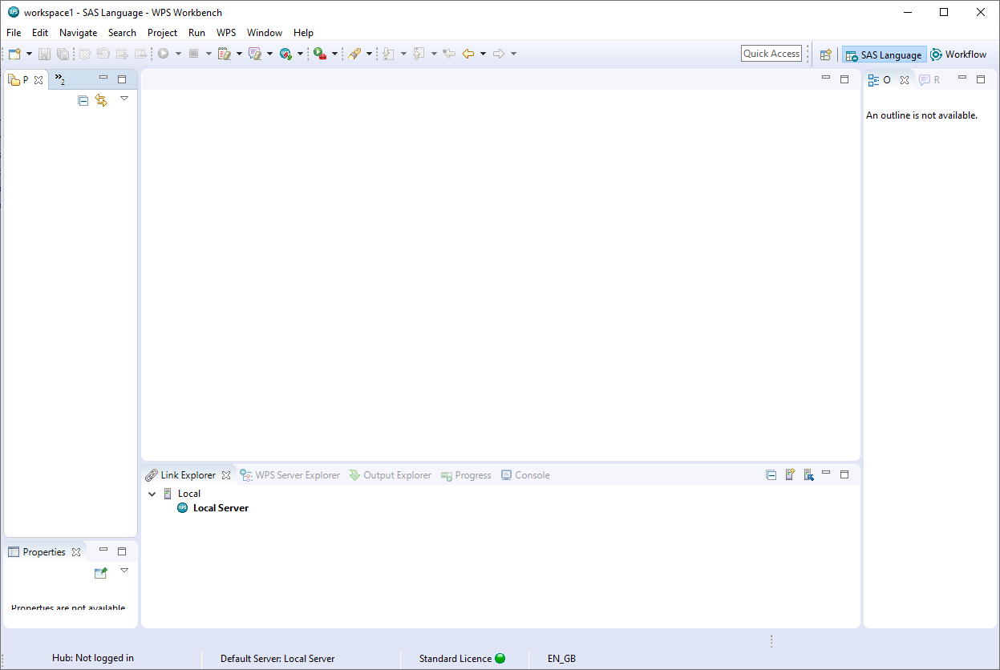 workspace1 - SAS Language - WPS Workbench
File Edit Navigate Search Project Run WPS Window Help
Quick Access
SAS Language
Workflow
P
»2
O
R
An outline is not available.
Link Explorer
WPS Server Explorer
Output Explorer
Progress
Console
Local
WPS Local Server
Properties
Properties are not available
Hub: Not logged in
Default Server: Local Server
Standard Licence
EN_GB